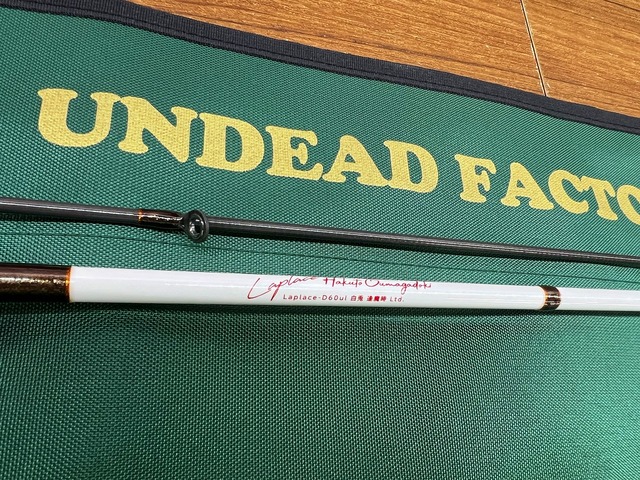 UNDEAD FACTO
Laplace Hakuto Oumagadoki
Laplace-D60ul 白兎 逢魔時 Ltd.